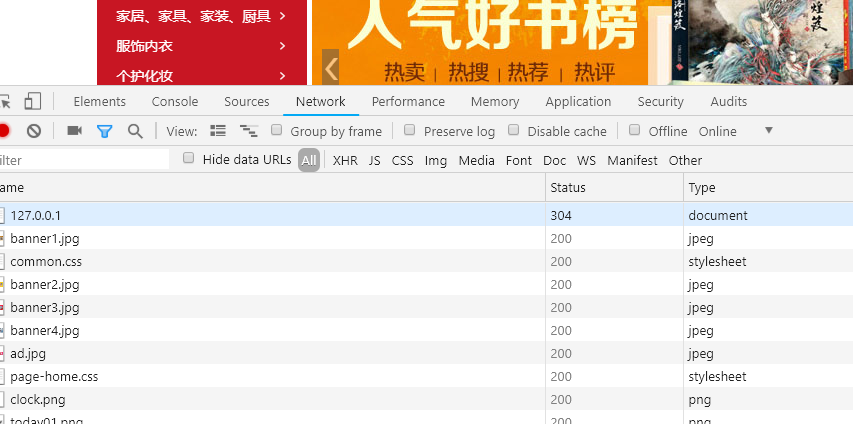 家居、家具、家装、厨具 >
服饰内衣 >
个护化妆 >
人气好书榜
热卖 | 热搜 | 热荐 | 热评
Elements Console Sources Network Performance Memory Application Security Audits
View: Group by frame Preserve log Disable cache Offline Online
Hide data URLs All XHR JS CSS Img Media Font Doc WS Manifest Other
Status Type
127.0.0.1 304 document
banner1.jpg 200 jpeg
common.css 200 stylesheet
banner2.jpg 200 jpeg
banner3.jpg 200 jpeg
banner4.jpg 200 jpeg
ad.jpg 200 jpeg
page-home.css 200 stylesheet
clock.png 200 png
today01.png 200 png